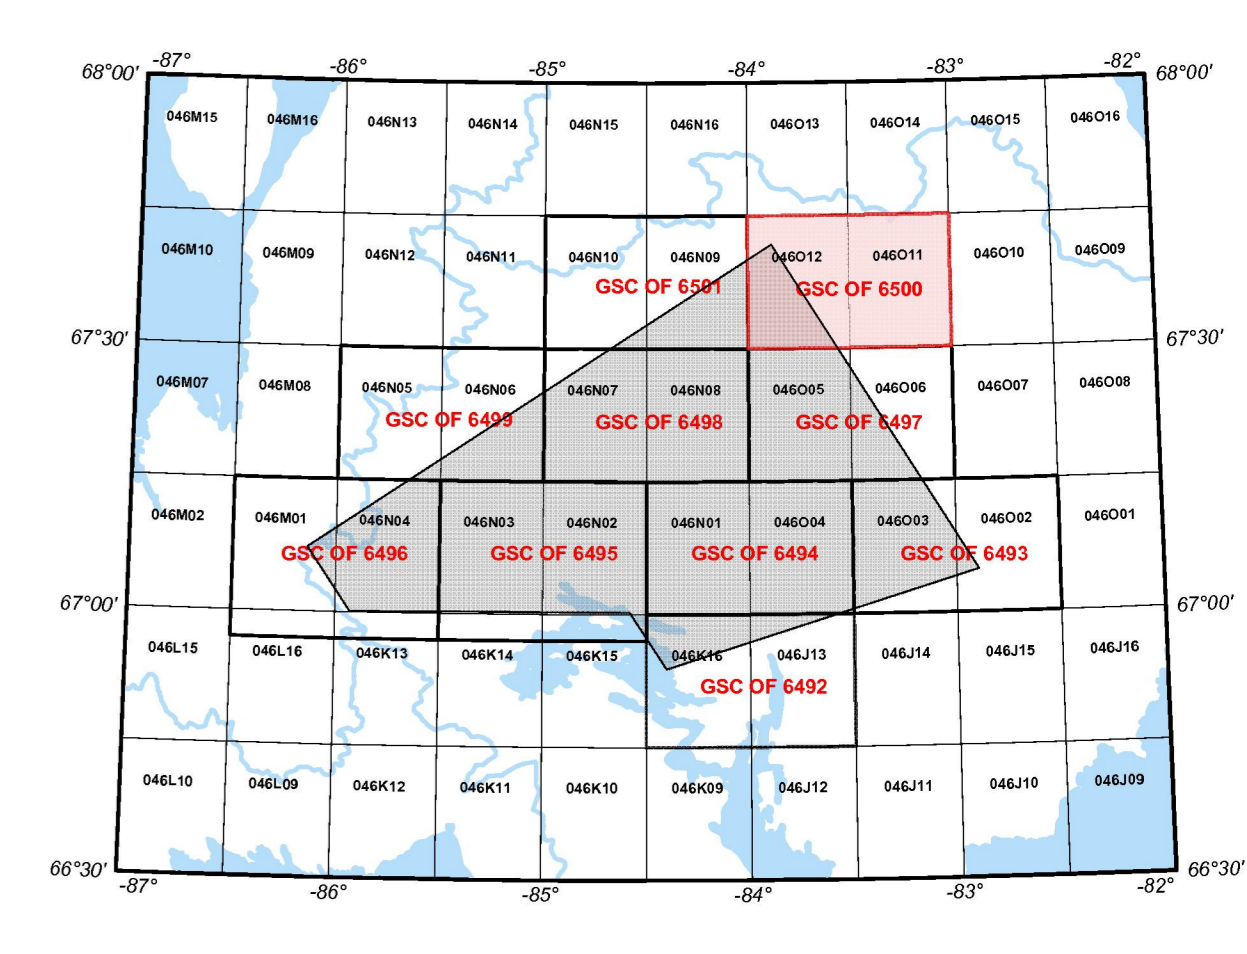 -87° -86° -85° -84° -83° -82°
68°00' 68°00'
046M15 046M16 046N13 046N14 046N15 046N16 046O13 046O14 046O15 046O16
046M10 046M09 046N12 046N11 046N10 046N09 046O12 046O11 046O10 046O09
GSC OF 6501 GSC OF 6500
67°30' 67°30'
046M07 046M08 046N05 046N06 046N07 046N08 046O05 046O06 046O07 046O08
GSC OF 6499 GSC OF 6498 GSC OF 6497
046M02 046M01 046N04 046N03 046N02 046N01 046O04 046O03 046O02 046O01
GSC OF 6496 GSC OF 6495 GSC OF 6494 GSC OF 6493
67°00' 67°00'
046L15 046L16 046K13 046K14 046K15 046K16 046J13 046J14 046J15 046J16
GSC OF 6492
046L10 046L09 046K12 046K11 046K10 046K09 046J12 046J11 046J10 046J09
66°30' 66°30'
-87° -86° -85° -84° -83° -82°